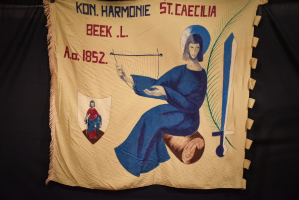 KON. HARMONIE ST. CAECILIA
BEEK .L.
A.o. 1852.